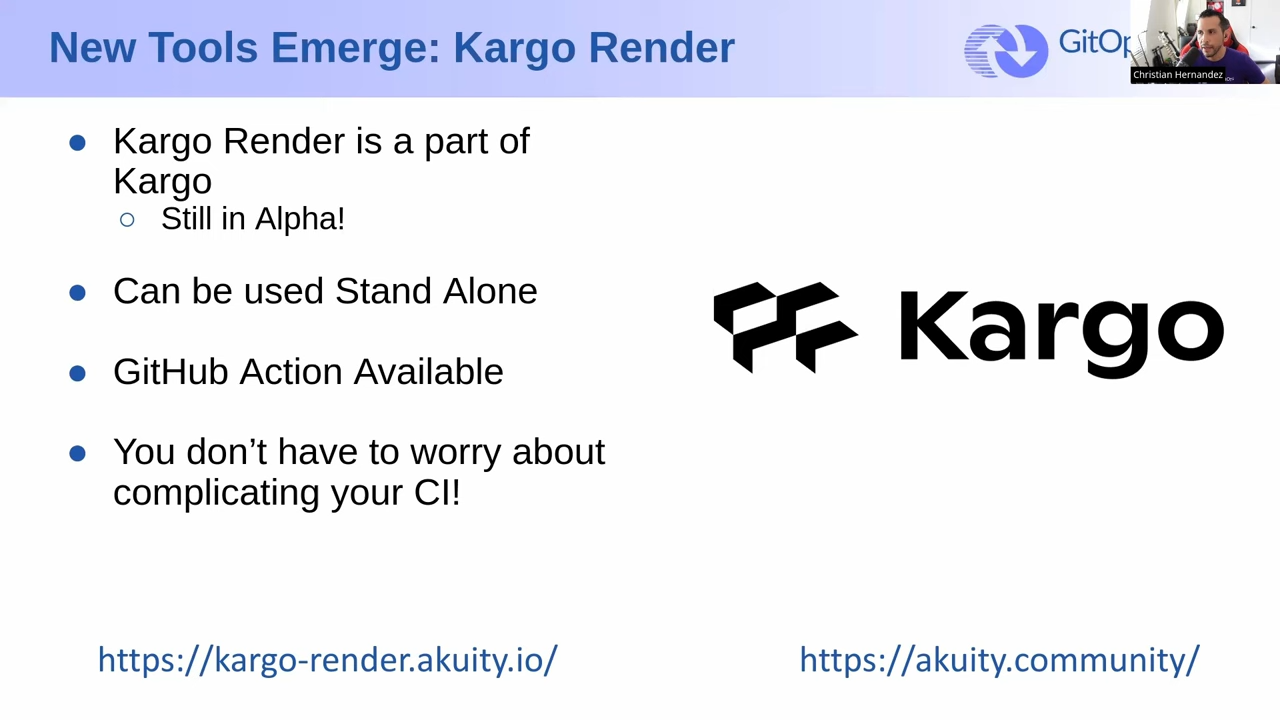 New Tools Emerge: Kargo Render
GitOp
Christian Hernandez
● Kargo Render is a part of
Kargo
○ Still in Alpha!
● Can be used Stand Alone
● GitHub Action Available
● You don’t have to worry about
complicating your CI!
Kargo
https://kargo-render.akuity.io/
https://akuity.community/